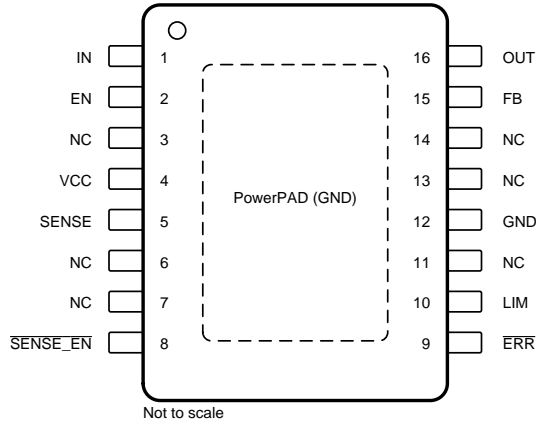 IN 1 16 OUT
EN 2 15 FB
NC 3 14 NC
VCC 4 13 NC
PowerPAD (GND)
SENSE 5 12 GND
NC 6 11 NC
NC 7 10 LIM
SENSE_EN 8 9 ERR
Not to scale